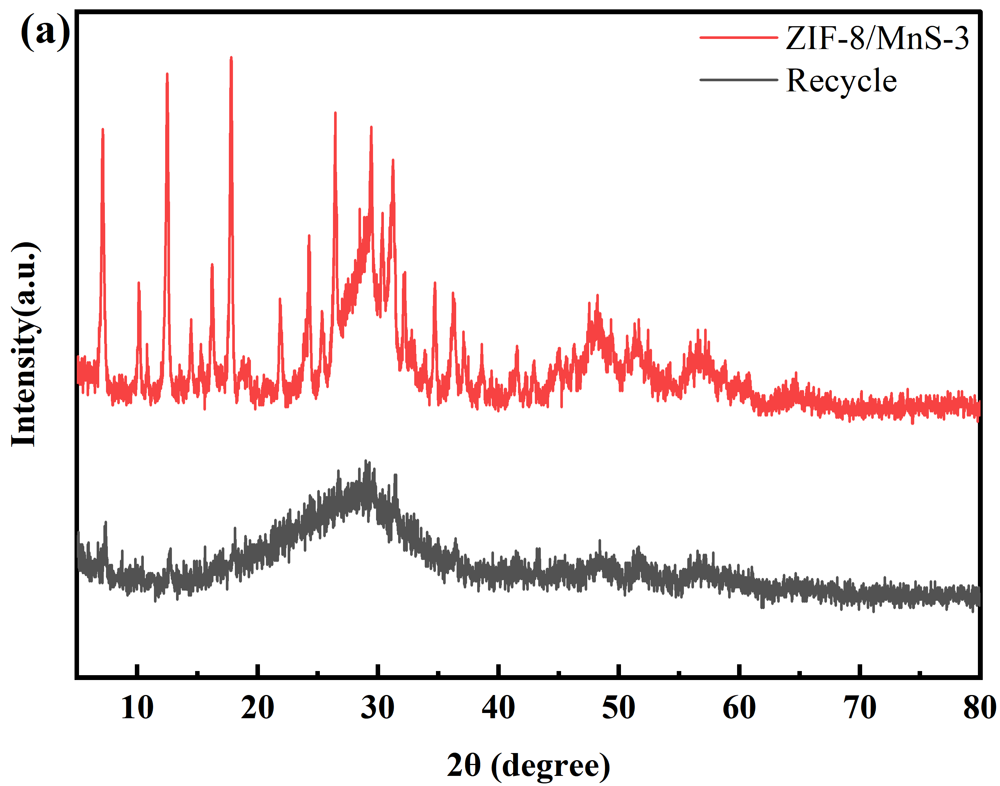 (a)
ZIF-8/MnS-3
Recycle
Intensity(a.u.)
10 20 30 40 50 60 70 80
2θ (degree)